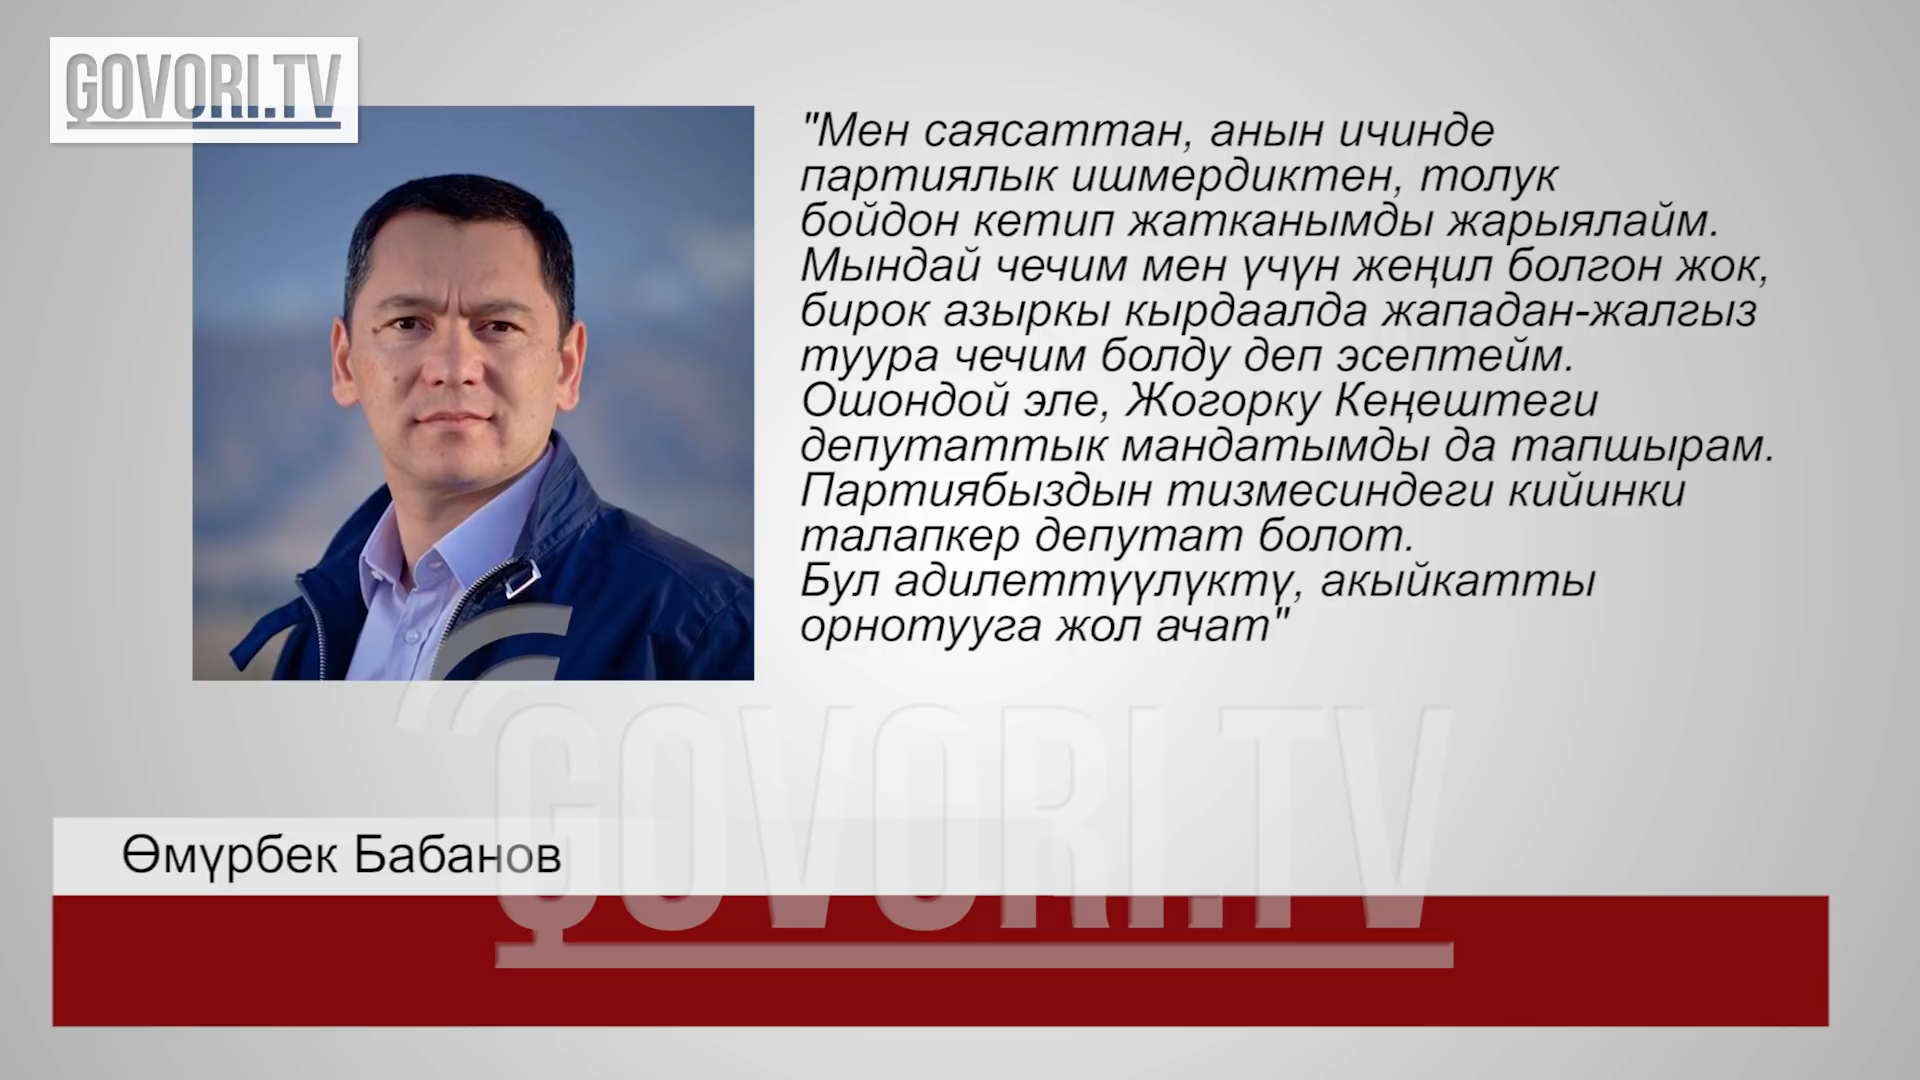 GOVORI.TV
"Мен саясаттан, анын ичинде
партиялык ишмердиктен, толук
бойдон кетип жатканымды жарыялайм.
Мындай чечим мен үчүн жеңил болгон жок,
бирок азыркы кырдаалда жападан-жалгыз
туура чечим болду деп эсептейм.
Ошондой эле, Жогорку Кеңештеги
депутаттык мандатымды да тапшырам.
Партиябыздын тизмесиндеги кийинки
талапкер депутат болот.
Бул адилеттүүлүктү, акыйкатты
орнотууга жол ачат"
GOVORI.TV
Өмүрбек Бабанов